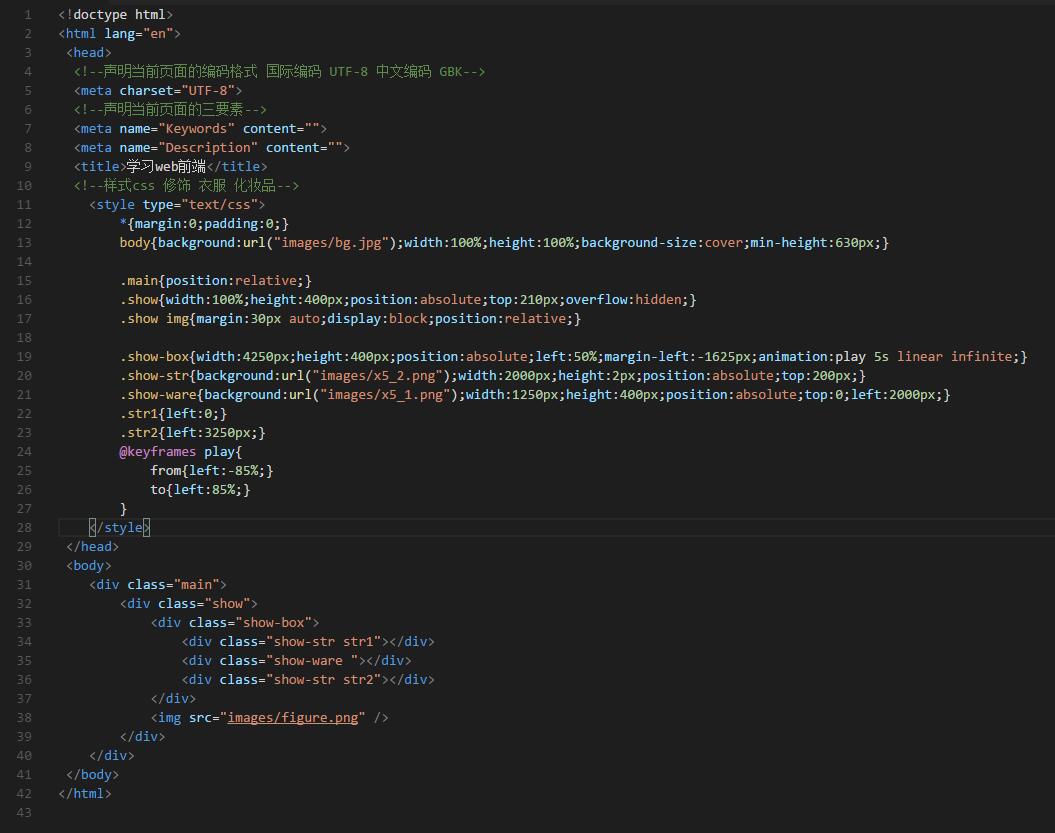 1 <!doctype html>
2 <html lang="en">
3 <head>
4 <!--声明当前页面的编码格式 国际编码 UTF-8 中文编码 GBK-->
5 <meta charset="UTF-8">
6 <!--声明当前页面的三要素-->
7 <meta name="Keywords" content="">
8 <meta name="Description" content="">
9 <title>学习web前端</title>
10 <!--样式css 修饰 衣服 化妆品-->
11 <style type="text/css">
12 *{margin:0;padding:0;}
13 body{background:url("images/bg.jpg");width:100%;height:100%;background-size:cover;min-height:630px;}
14
15 .main{position:relative;}
16 .show{width:100%;height:400px;position:absolute;top:210px;overflow:hidden;}
17 .show img{margin:30px auto;display:block;position:relative;}
18
19 .show-box{width:4250px;height:400px;position:absolute;left:50%;margin-left:-1625px;animation:play 5s linear infinite;}
20 .show-str{background:url("images/x5_2.png");width:2000px;height:2px;position:absolute;top:200px;}
21 .show-ware{background:url("images/x5_1.png");width:1250px;height:400px;position:absolute;top:0;left:2000px;}
22 .str1{left:0;}
23 .str2{left:3250px;}
24 @keyframes play{
25 from{left:-85%;}
26 to{left:85%;}
27 }
28 </style>
29 </head>
30 <body>
31 <div class="main">
32 <div class="show">
33 <div class="show-box">
34 <div class="show-str str1"></div>
35 <div class="show-ware "></div>
36 <div class="show-str str2"></div>
37 </div>
38 <img src="images/figure.png" />
39 </div>
40 </div>
41 </body>
42 </html>
43